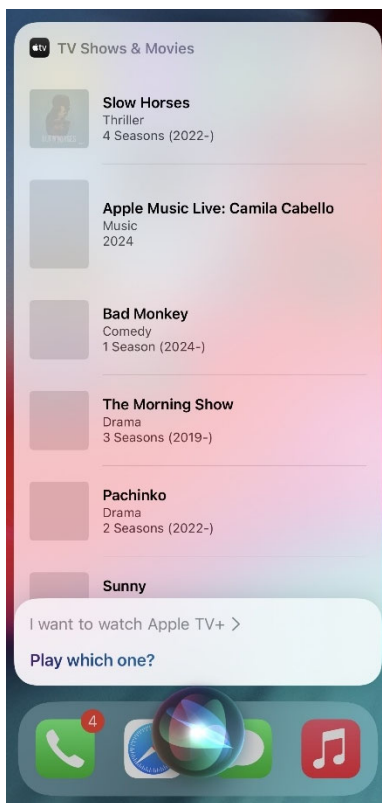 tv TV Shows & Movies
Slow Horses
Thriller
4 Seasons (2022-)
Apple Music Live: Camila Cabello
Music
2024
Bad Monkey
Comedy
1 Season (2024-)
The Morning Show
Drama
3 Seasons (2019-)
Pachinko
Drama
2 Seasons (2022-)
Sunny
I want to watch Apple TV+ >
Play which one?
4